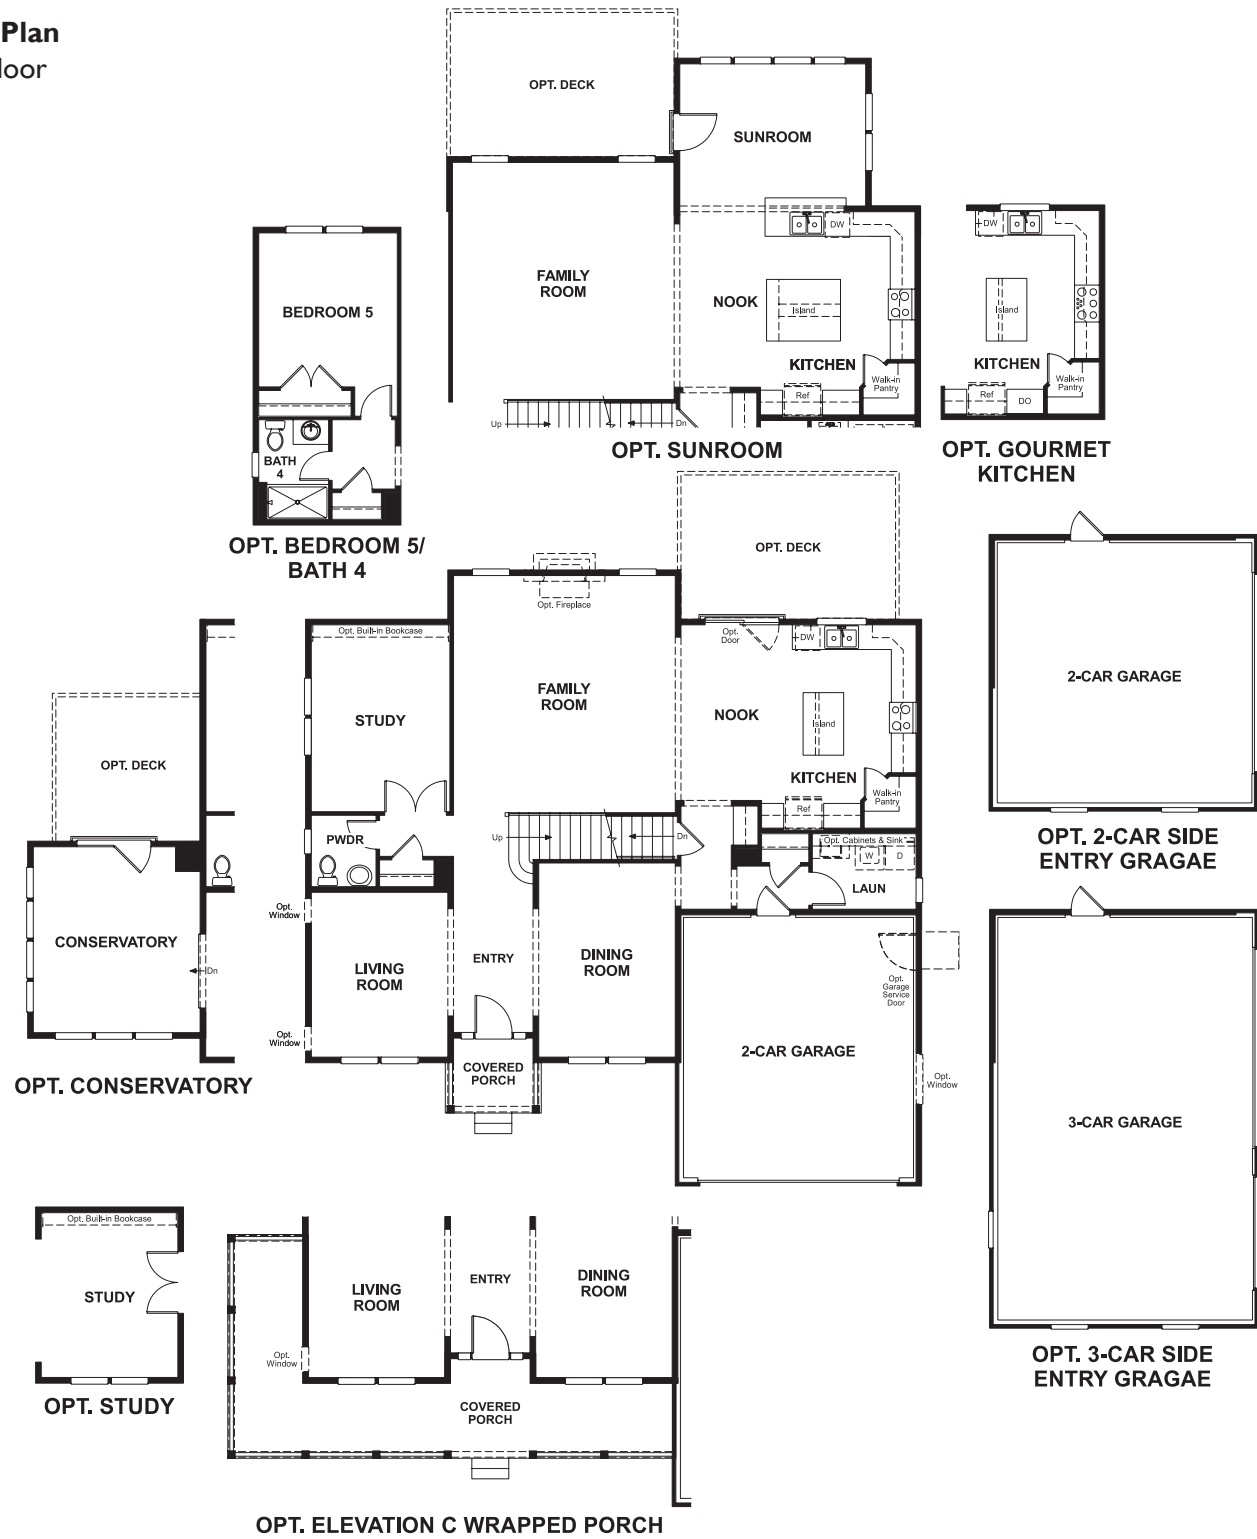 Plan
loor
OPT. DECK
SUNROOM
FAMILY
ROOM
NOOK
DW
Island
KITCHEN
Walk-in
Pantry
Ref
Up
Dn
OPT. SUNROOM
DW
Island
KITCHEN
Walk-in
Pantry
Ref
DO
OPT. GOURMET
KITCHEN
BEDROOM 5
BATH
4
OPT. BEDROOM 5/
BATH 4
OPT. DECK
Opt. Fireplace
Opt. Built-in Bookcase
Opt.
Door
DW
STUDY
FAMILY
ROOM
NOOK
Island
KITCHEN
Walk-in
Pantry
Ref
PWDR
Up
Dn
Opt. Cabinets & Sink
W
D
LAUN
Opt.
Window
LIVING
ROOM
ENTRY
DINING
ROOM
Opt.
Garage
Service
Door
Opt.
Window
2-CAR GARAGE
COVERED
PORCH
Opt.
Window
OPT. DECK
CONSERVATORY
Dn
OPT. CONSERVATORY
2-CAR GARAGE
OPT. 2-CAR SIDE
ENTRY GRAGAE
3-CAR GARAGE
OPT. 3-CAR SIDE
ENTRY GRAGAE
Opt. Built-in Bookcase
STUDY
OPT. STUDY
LIVING
ROOM
ENTRY
DINING
ROOM
Opt.
Window
COVERED
PORCH
OPT. ELEVATION C WRAPPED PORCH